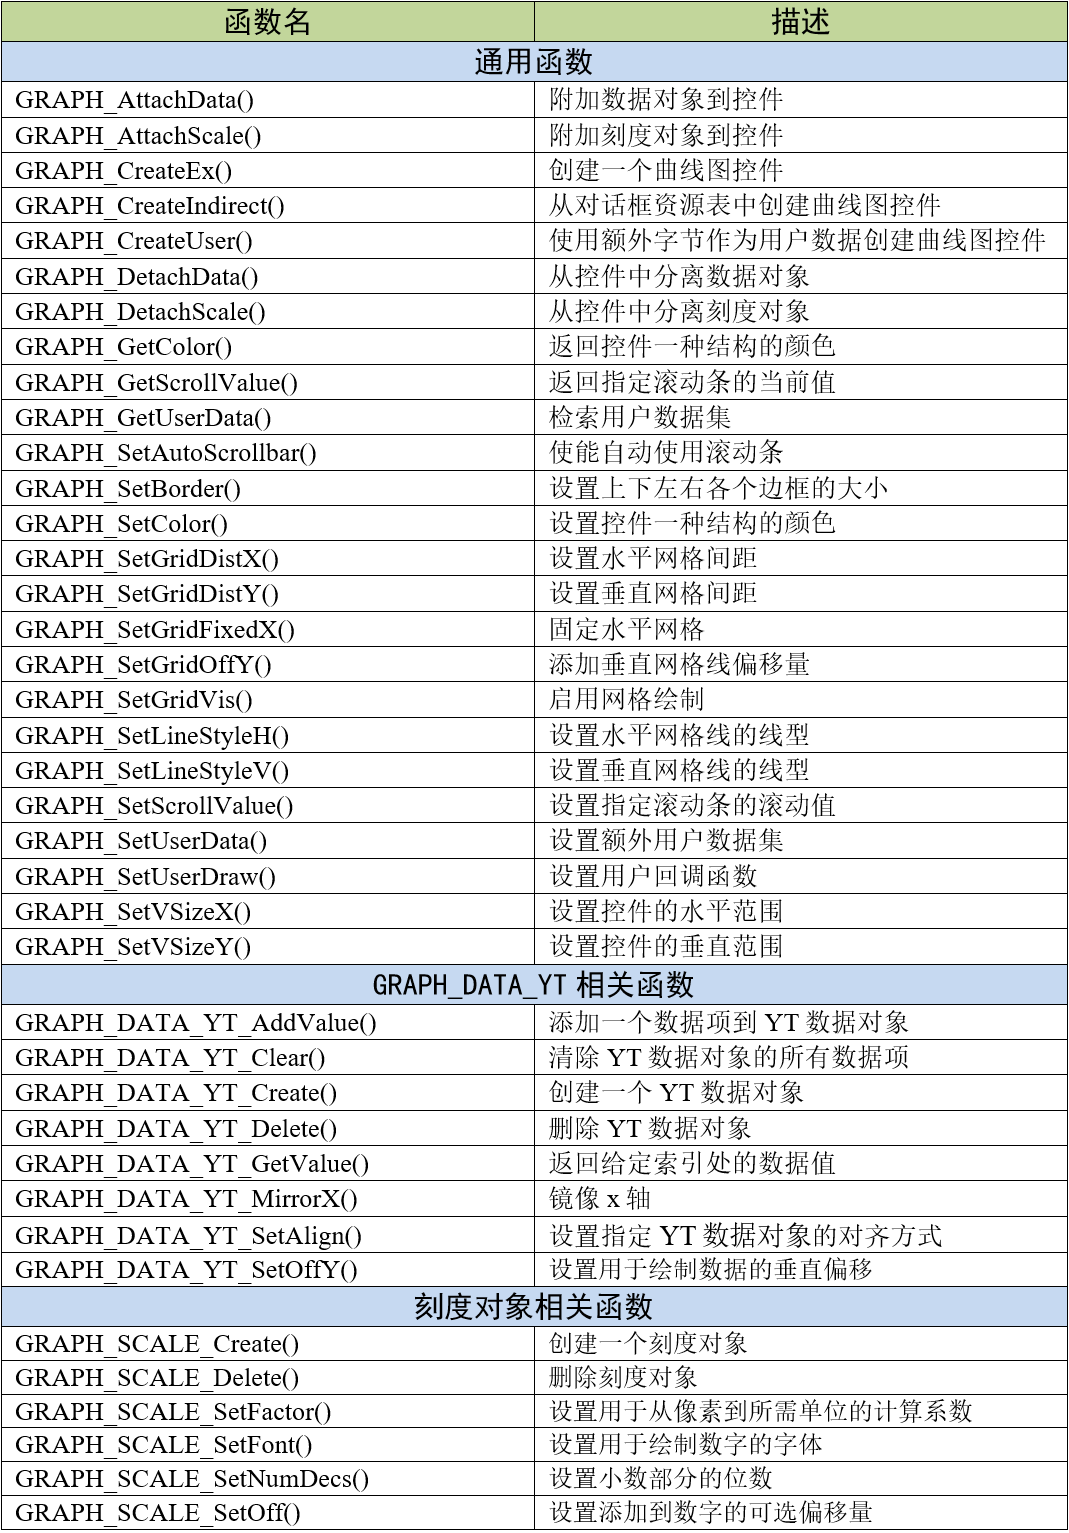 函数名 描述
通用函数
GRAPH_AttachData() 附加数据对象到控件
GRAPH_AttachScale() 附加刻度对象到控件
GRAPH_CreateEx() 创建一个曲线图控件
GRAPH_CreateIndirect() 从对话框资源表中创建曲线图控件
GRAPH_CreateUser() 使用额外字节作为用户数据创建曲线图控件
GRAPH_DetachData() 从控件中分离数据对象
GRAPH_DetachScale() 从控件中分离刻度对象
GRAPH_GetColor() 返回控件一种结构的颜色
GRAPH_GetScrollValue() 返回指定滚动条的当前值
GRAPH_GetUserData() 检索用户数据集
GRAPH_SetAutoScrollbar() 使能自动使用滚动条
GRAPH_SetBorder() 设置上下左右各个边框的大小
GRAPH_SetColor() 设置控件一种结构的颜色
GRAPH_SetGridDistX() 设置水平网格间距
GRAPH_SetGridDistY() 设置垂直网格间距
GRAPH_SetGridFixedX() 固定水平网格
GRAPH_SetGridOffY() 添加垂直网格线偏移量
GRAPH_SetGridVis() 启用网格绘制
GRAPH_SetLineStyleH() 设置水平网格线的线型
GRAPH_SetLineStyleV() 设置垂直网格线的线型
GRAPH_SetScrollValue() 设置指定滚动条的滚动值
GRAPH_SetUserData() 设置额外用户数据集
GRAPH_SetUserDraw() 设置用户回调函数
GRAPH_SetVSizeX() 设置控件的水平范围
GRAPH_SetVSizeY() 设置控件的垂直范围
GRAPH_DATA_YT 相关函数
GRAPH_DATA_YT_AddValue() 添加一个数据项到 YT 数据对象
GRAPH_DATA_YT_Clear() 清除 YT 数据对象的所有数据项
GRAPH_DATA_YT_Create() 创建一个 YT 数据对象
GRAPH_DATA_YT_Delete() 删除 YT 数据对象
GRAPH_DATA_YT_GetValue() 返回给定索引处的数据值
GRAPH_DATA_YT_MirrorX() 镜像 x 轴
GRAPH_DATA_YT_SetAlign() 设置指定 YT 数据对象的对齐方式
GRAPH_DATA_YT_SetOffY() 设置用于绘制数据的垂直偏移
刻度对象相关函数
GRAPH_SCALE_Create() 创建一个刻度对象
GRAPH_SCALE_Delete() 删除刻度对象
GRAPH_SCALE_SetFactor() 设置用于从像素到所需单位的计算系数
GRAPH_SCALE_SetFont() 设置用于绘制数字的字体
GRAPH_SCALE_SetNumDecs() 设置小数部分的位数
GRAPH_SCALE_SetOff() 设置添加到数字的可选偏移量